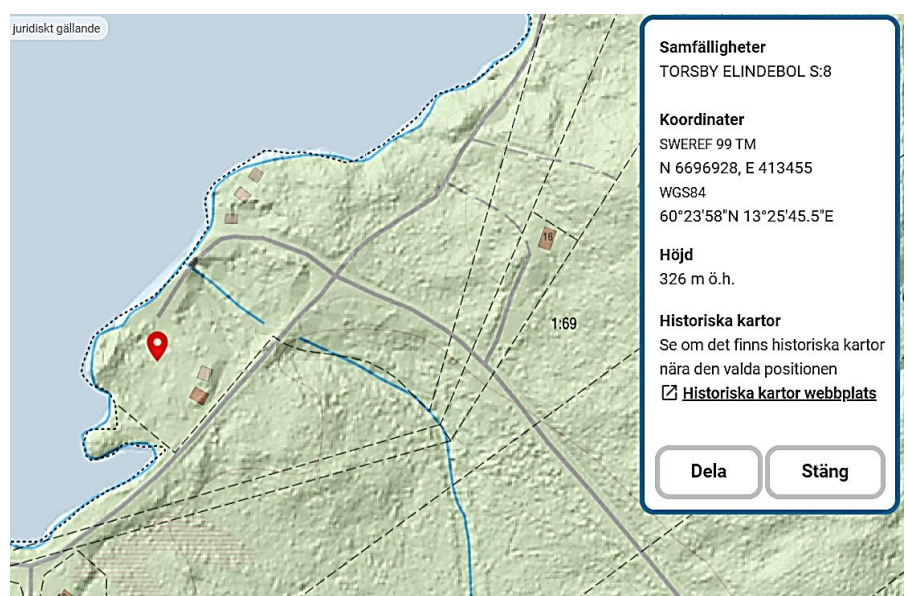 juridiskt gällande
Samfälligheter
TORSBY ELINDEBOL S:8
Koordinater
SWEREF 99 TM
N 6696928, E 413455
WGS84
60°23'58"N 13°25'45.5"E
Höjd
326 m ö.h.
Historiska kartor
Se om det finns historiska kartor
nära den valda positionen
Historiska kartor webbplats
Dela
Stäng
16
1:69